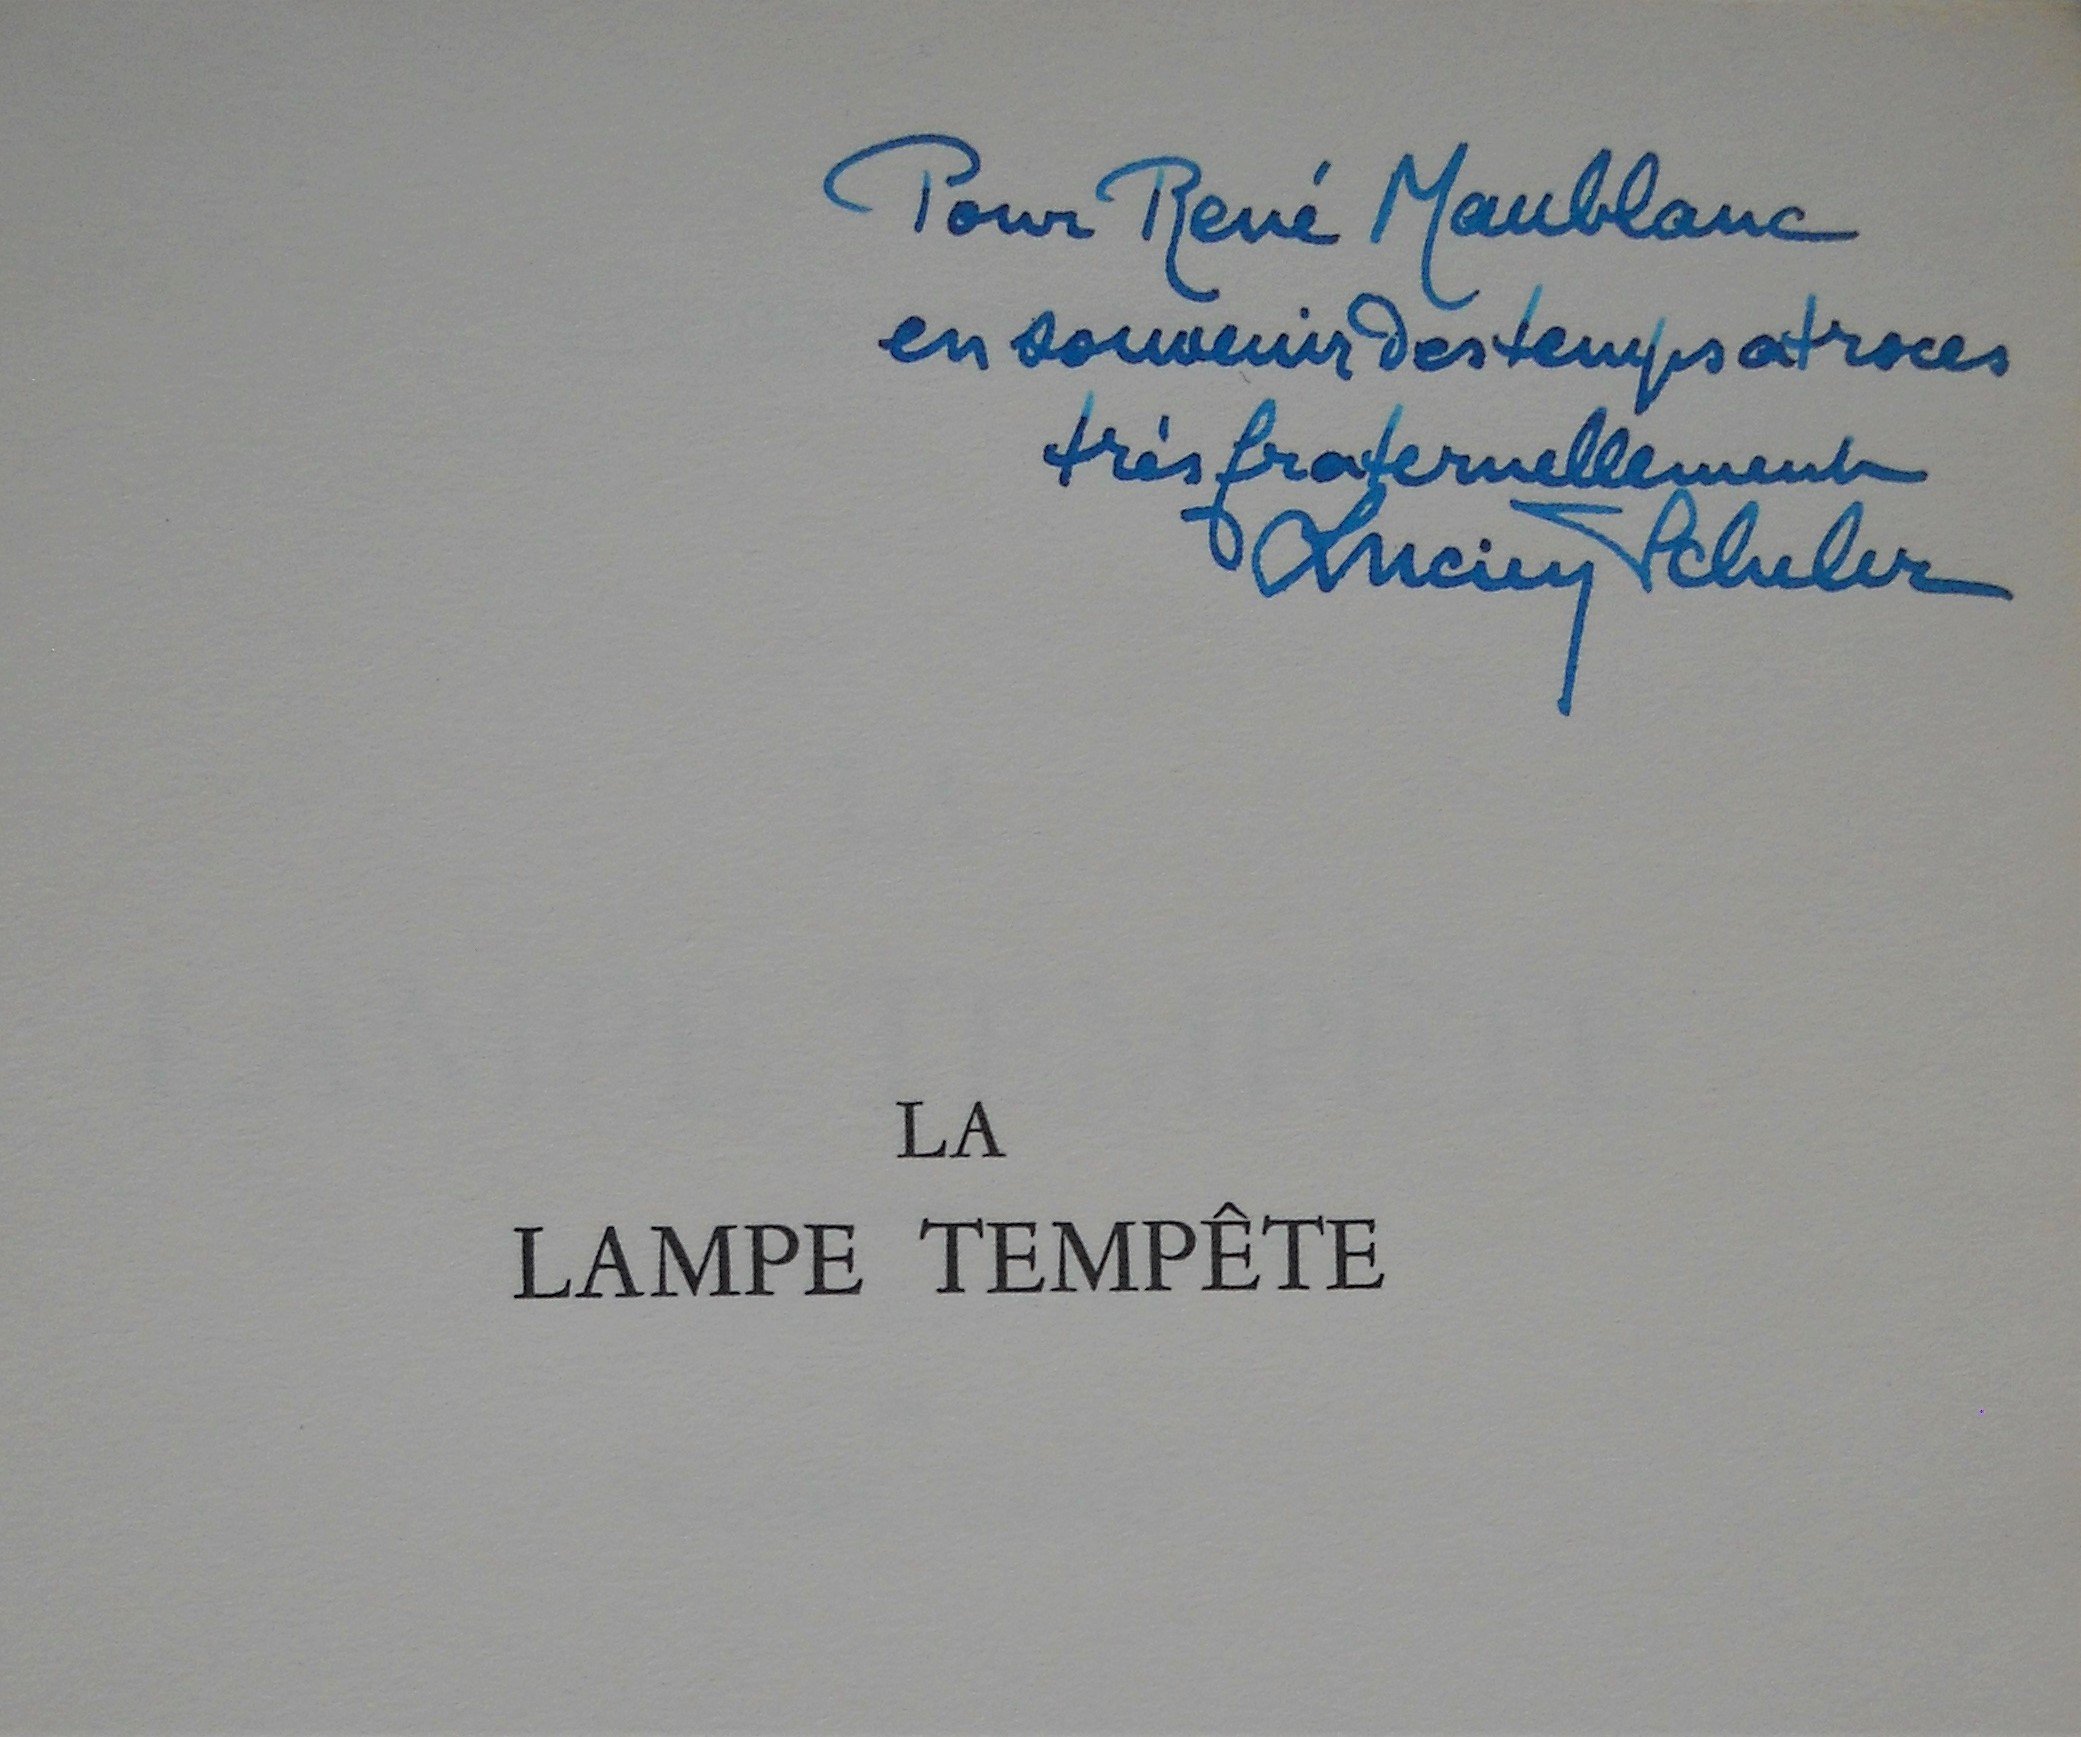 Pour René Maublanc
en souvenir des temps atroces
très fraternellement
Lucien Scheler
LA
LAMPE TEMPÊTE